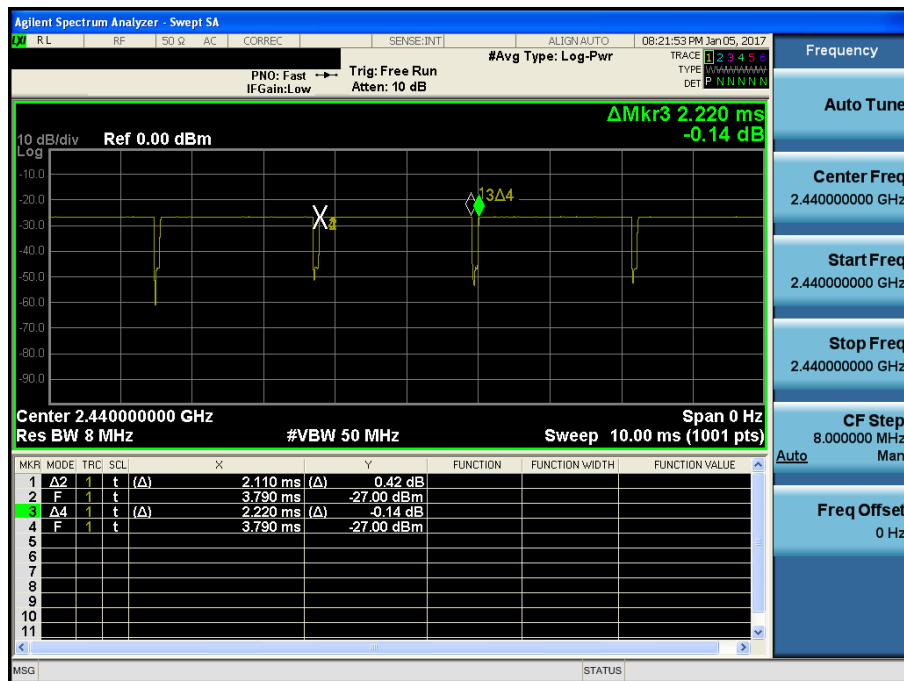 Agilent Spectrum Analyzer - Swept SA
LXI RL RF 50 Ω AC CORREC SENSE:INT ALIGN AUTO 08:21:53 PM Jan 05, 2017
Frequency
#Avg Type: Log-Pwr
TRACE 1 2 3 4 5 6
PNO: Fast Trig: Free Run
TYPE
IFGain:Low Atten: 10 dB
DET P N N N N N
Auto Tune
ΔMkr3 2.220 ms
-0.14 dB
10 dB/div Ref 0.00 dBm
Log
-10.0
-20.0
-30.0
-40.0
-50.0
-60.0
-70.0
-80.0
-90.0
X
3Δ4
Center Freq
2.440000000 GHz
Start Freq
2.440000000 GHz
Stop Freq
2.440000000 GHz
Center 2.440000000 GHz Span 0 Hz
Res BW 8 MHz #VBW 50 MHz Sweep 10.00 ms (1001 pts)
CF Step
8.000000 MHz
Auto Man
MKR MODE TRC SCL X Y FUNCTION FUNCTION WIDTH FUNCTION VALUE
1 Δ2 1 t (Δ) 2.110 ms (Δ) 0.42 dB
2 F 1 t 3.790 ms -27.00 dBm
3 Δ4 1 t (Δ) 2.220 ms (Δ) -0.14 dB
4 F 1 t 3.790 ms -27.00 dBm
5
6
7
8
9
10
11
Freq Offset
0 Hz
MSG STATUS